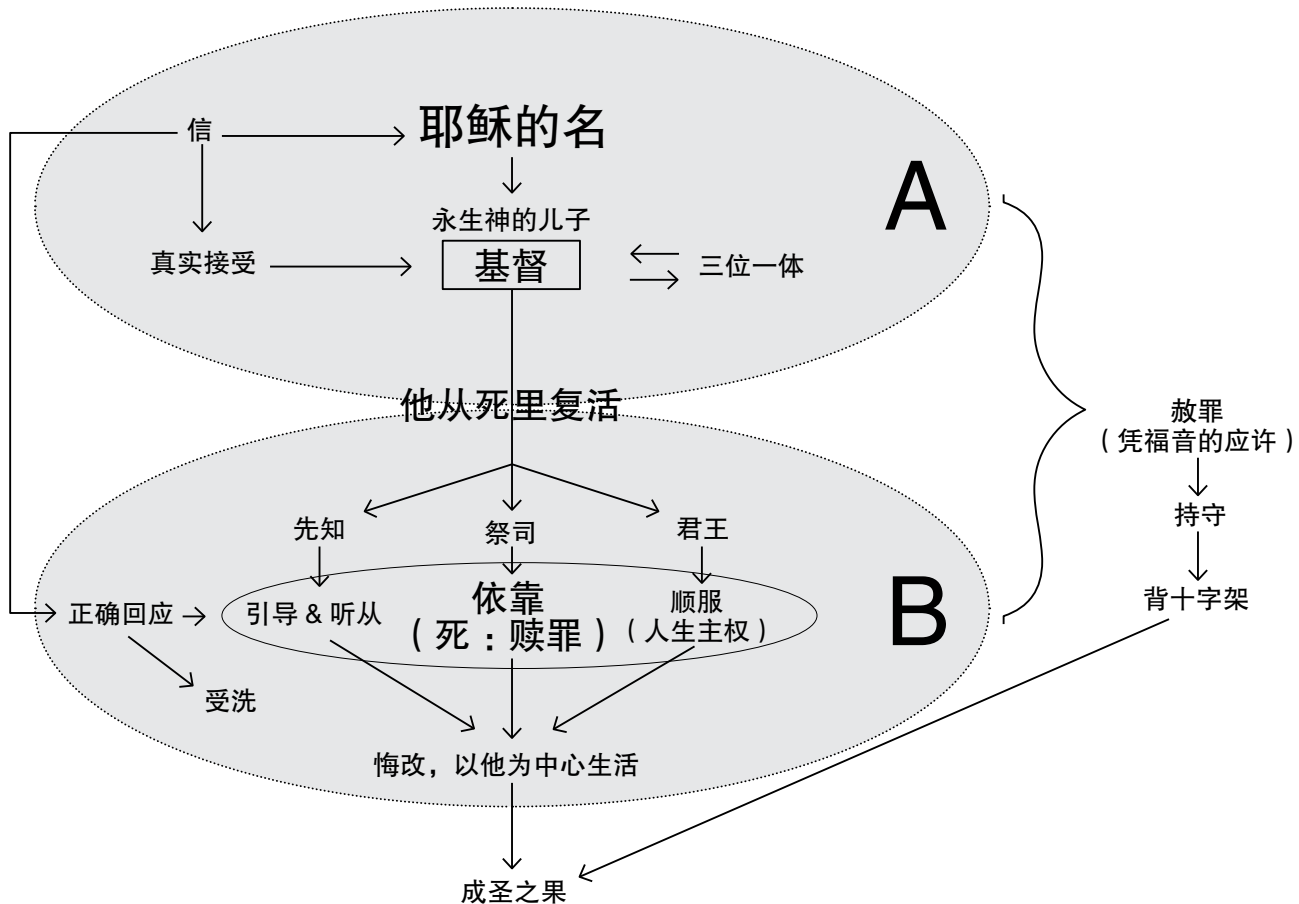 信
耶稣的名
A
永生神的儿子
真实接受
基督
三位一体
他从死里复活
赦罪
（凭福音的应许）
持守
背十字架
先知
祭司
君王
B
正确回应
引导 & 听从
依靠
（死：赎罪）
顺服
（人生主权）
受洗
悔改，以他为中心生活
成圣之果